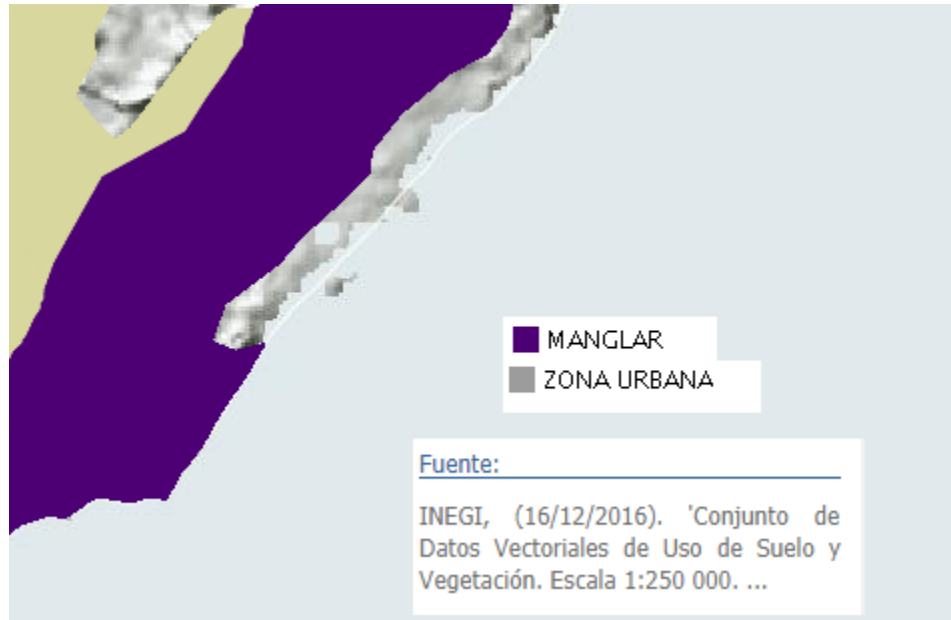 MANGLAR
ZONA URBANA
Fuente:
INEGI, (16/12/2016). 'Conjunto de
Datos Vectoriales de Uso de Suelo y
Vegetación. Escala 1:250 000. ...